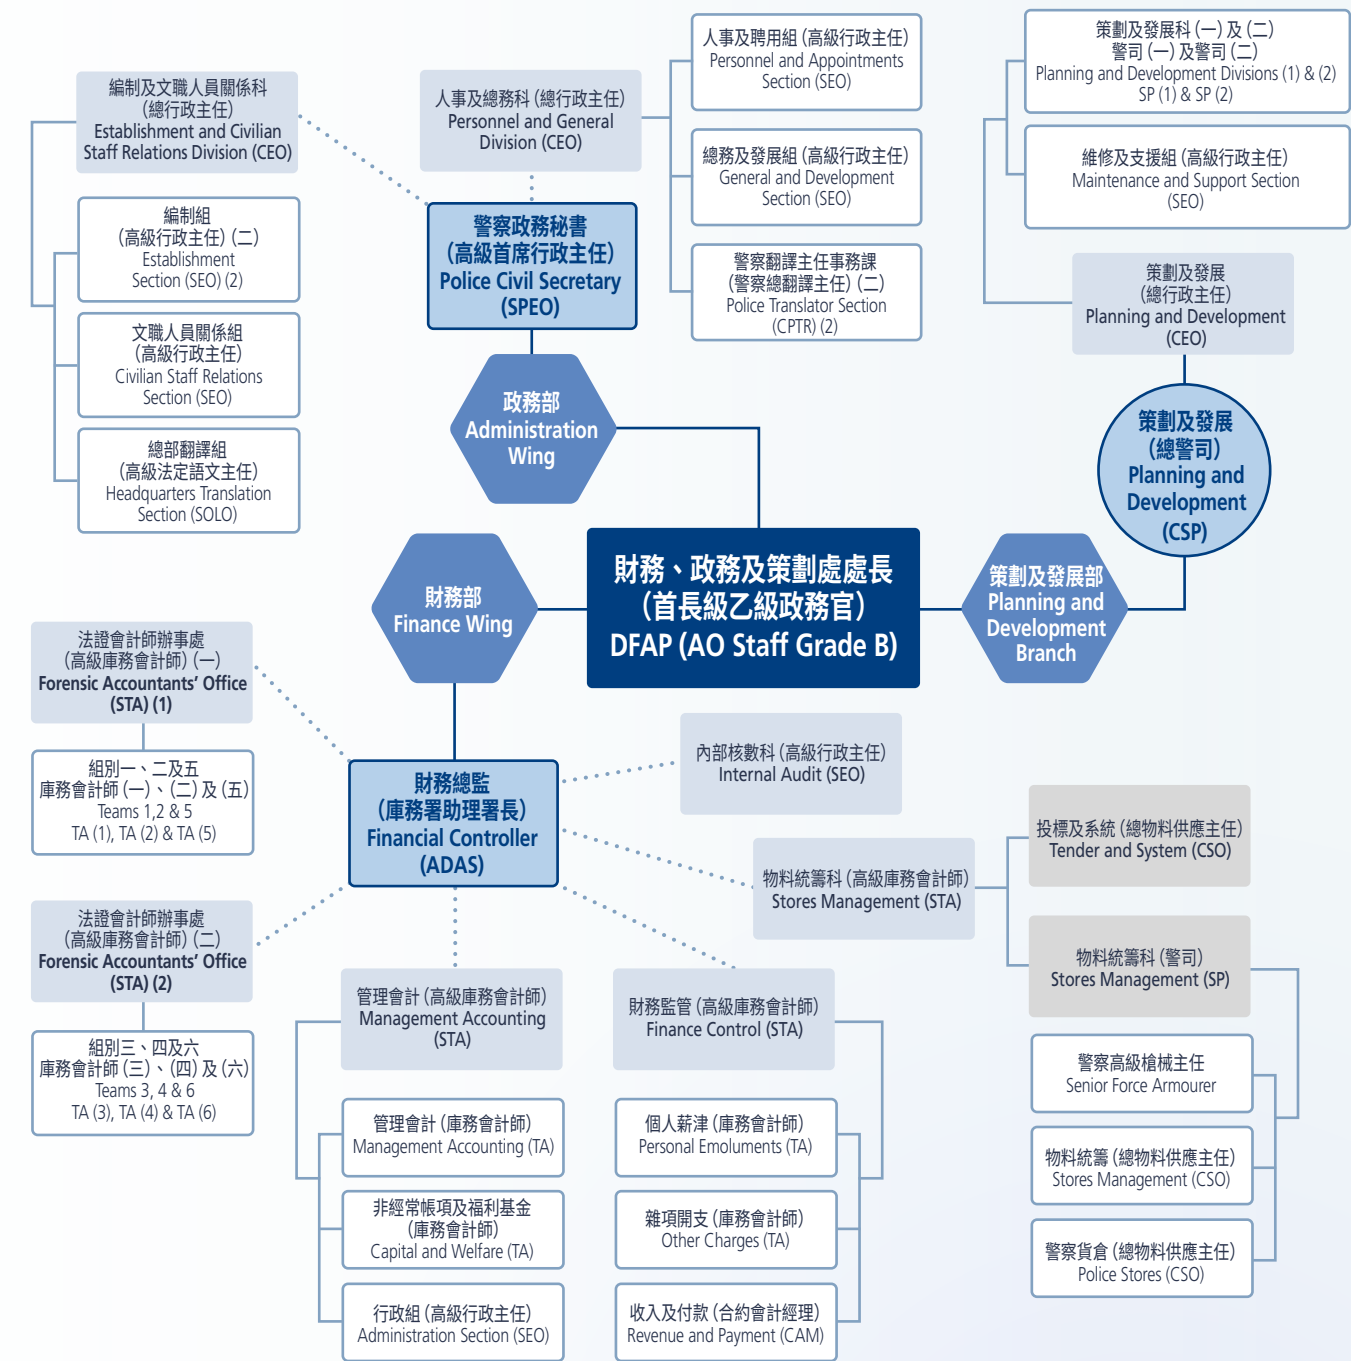 編制及文職人員關係科
(總行政主任)
Establishment and Civilian
Staff Relations Division (CEO)
編制組
(高級行政主任) (二)
Establishment
Section (SEO) (2)
文職人員關係組
(高級行政主任)
Civilian Staff Relations
Section (SEO)
總部翻譯組
(高級法定語文主任)
Headquarters Translation
Section (SOLO)
人事及總務科 (總行政主任)
Personnel and General
Division (CEO)
人事及聘用組 (高級行政主任)
Personnel and Appointments
Section (SEO)
總務及發展組 (高級行政主任)
General and Development
Section (SEO)
警察翻譯主任事務課
(警察總翻譯主任) (二)
Police Translator Section
(CPTR) (2)
警察政務秘書
(高級首席行政主任)
Police Civil Secretary
(SPEO)
政務部
Administration
Wing
策劃及發展科 (一) 及 (二)
警司 (一) 及警司 (二)
Planning and Development Divisions (1) & (2)
SP (1) & SP (2)
維修及支援組 (高級行政主任)
Maintenance and Support Section
(SEO)
策劃及發展
(總行政主任)
Planning and Development
(CEO)
策劃及發展
(總警司)
Planning and
Development
(CSP)
策劃及發展部
Planning and
Development
Branch
財務、政務及策劃處處長
(首長級乙級政務官)
DFAP (AO Staff Grade B)
財務部
Finance Wing
法證會計師辦事處
(高級庫務會計師) (一)
Forensic Accountants' Office
(STA) (1)
組別一、二及五
庫務會計師 (一)、(二) 及 (五)
Teams 1,2 & 5
TA (1), TA (2) & TA (5)
法證會計師辦事處
(高級庫務會計師) (二)
Forensic Accountants' Office
(STA) (2)
組別三、四及六
庫務會計師 (三)、(四) 及 (六)
Teams 3, 4 & 6
TA (3), TA (4) & TA (6)
財務總監
(庫務署助理署長)
Financial Controller
(ADAS)
內部核數科 (高級行政主任)
Internal Audit (SEO)
物料統籌科 (高級庫務會計師)
Stores Management (STA)
投標及系統 (總物料供應主任)
Tender and System (CSO)
物料統籌科 (警司)
Stores Management (SP)
警察高級槍械主任
Senior Force Armourer
物料統籌 (總物料供應主任)
Stores Management (CSO)
警察貨倉 (總物料供應主任)
Police Stores (CSO)
管理會計 (高級庫務會計師)
Management Accounting
(STA)
管理會計 (庫務會計師)
Management Accounting (TA)
非經常帳項及福利基金
(庫務會計師)
Capital and Welfare (TA)
行政組 (高級行政主任)
Administration Section (SEO)
財務監管 (高級庫務會計師)
Finance Control (STA)
個人薪津 (庫務會計師)
Personal Emoluments (TA)
雜項開支 (庫務會計師)
Other Charges (TA)
收入及付款 (合約會計經理)
Revenue and Payment (CAM)